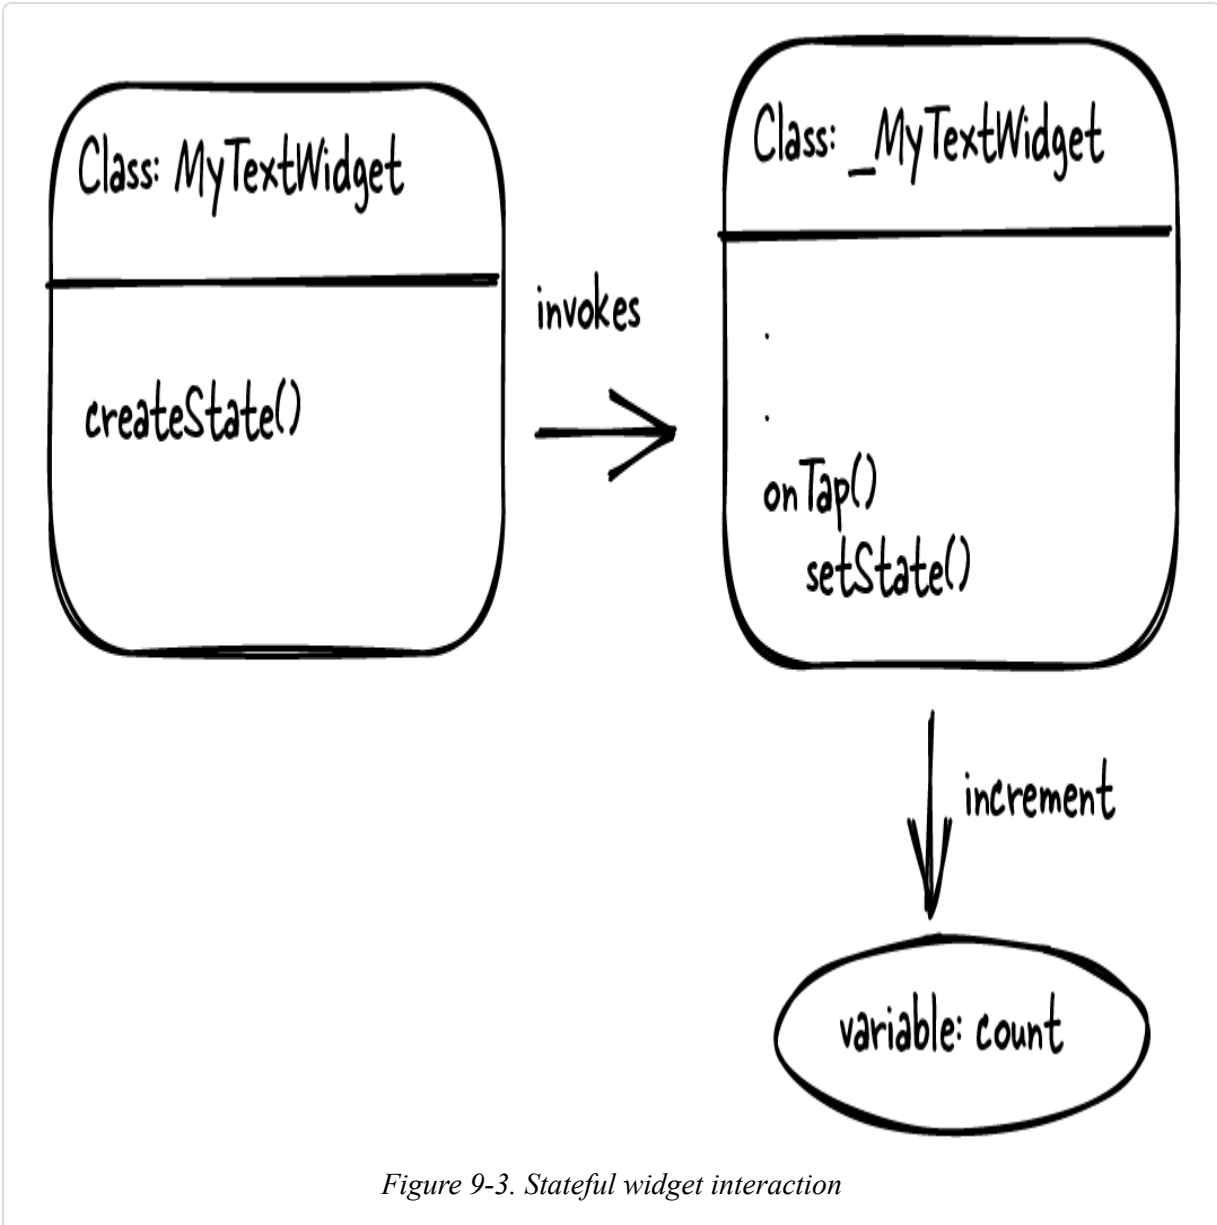 Class: MyTextWidget
createState()
invokes
Class: _MyTextWidget
.
.
onTap()
setState()
increment
variable: count
Figure 9-3. Stateful widget interaction